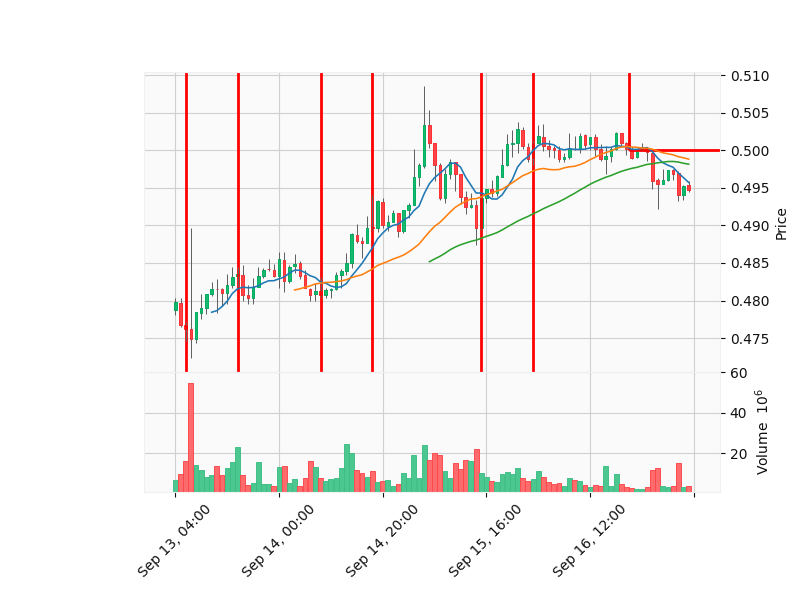 0.510
0.505
0.500
0.495
0.490
0.485
0.480
0.475
Price
60
40
20
Volume 10⁶
Sep 13, 04:00
Sep 14, 00:00
Sep 14, 20:00
Sep 15, 16:00
Sep 16, 12:00